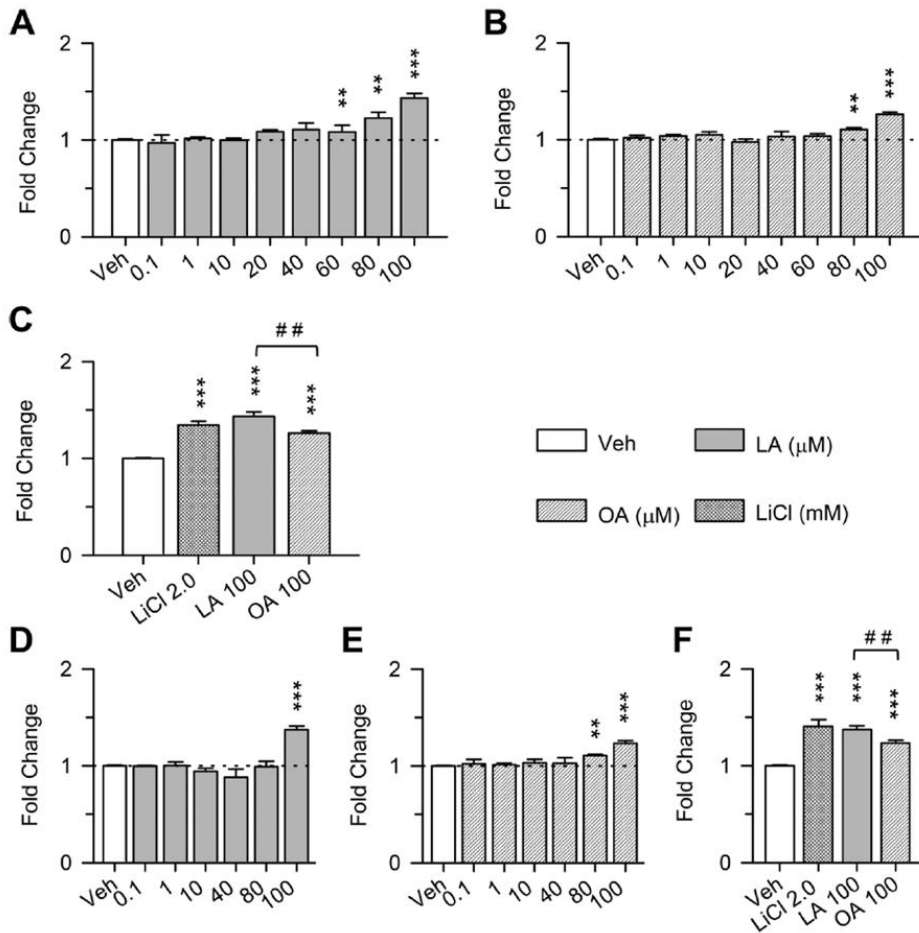 A
Fold Change
2
1
0
** ** ***
Veh 0.1 1 10 20 40 60 80 100
B
Fold Change
2
1
0
** ***
Veh 0.1 1 10 20 40 60 80 100
C
Fold Change
2
1
0
# #
*** *** ***
Veh LiCl 2.0 LA 100 OA 100
Veh LA (μM)
OA (μM) LiCl (mM)
D
Fold Change
2
1
0
***
Veh 0.1 1 10 40 80 100
E
Fold Change
2
1
0
** ***
Veh 0.1 1 10 40 80 100
F
Fold Change
2
1
0
# #
*** *** ***
Veh LiCl 2.0 LA 100 OA 100